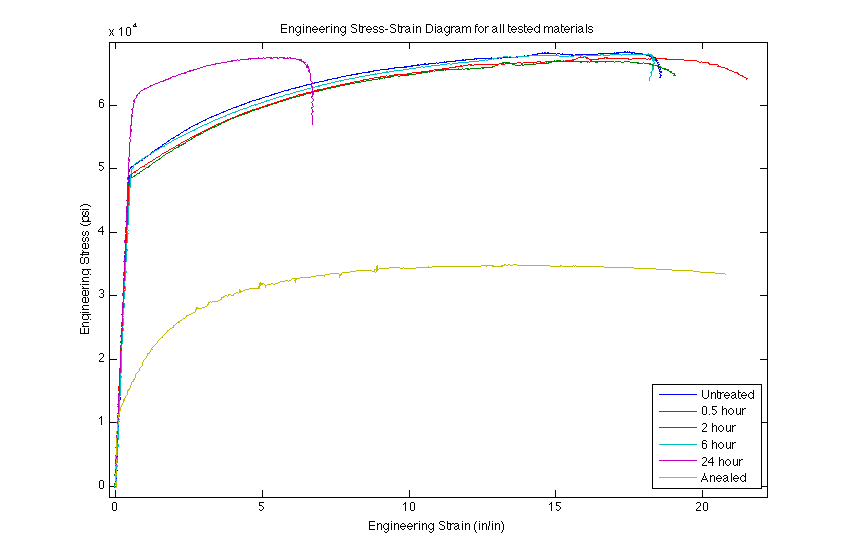 Engineering Stress-Strain Diagram for all tested materials
x 10^4
6
5
4
3
2
1
0
Engineering Stress (psi)
0 5 10 15 20
Engineering Strain (in/in)
Untreated
0.5 hour
2 hour
6 hour
24 hour
Anealed